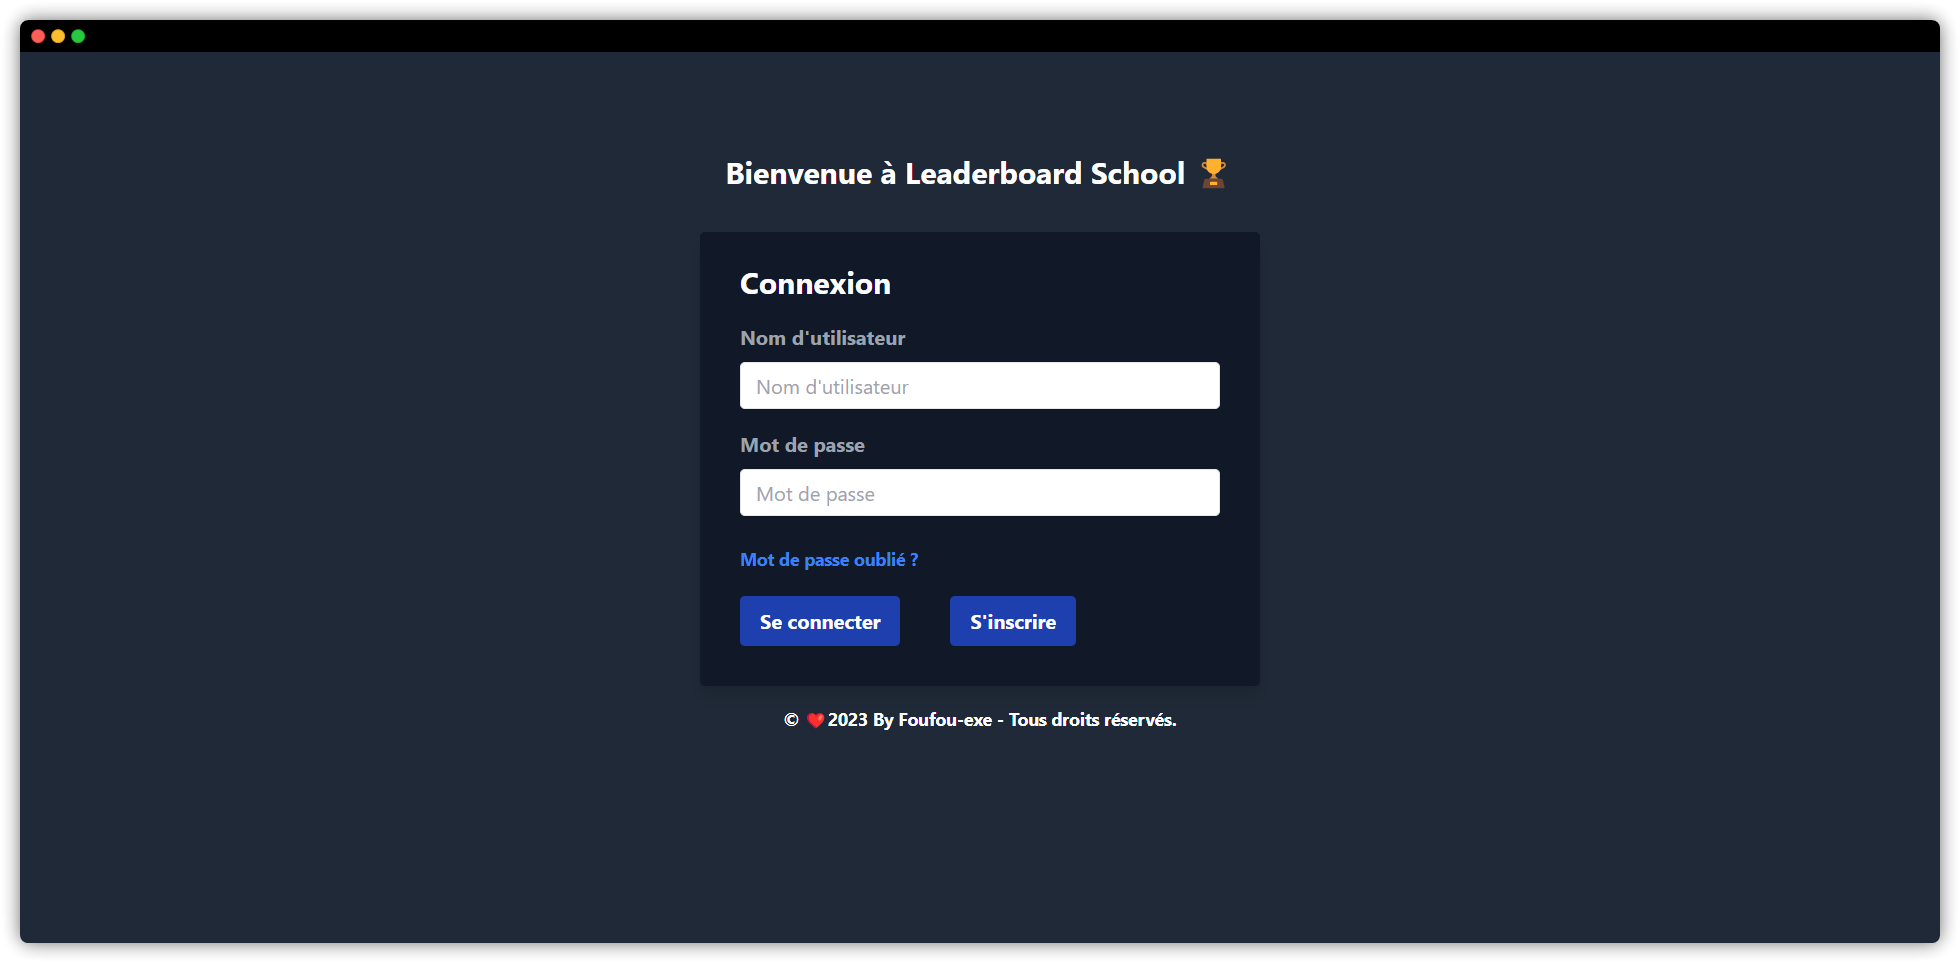 Bienvenue à Leaderboard School 🏆
Connexion
Nom d'utilisateur
Nom d'utilisateur
Mot de passe
Mot de passe
Mot de passe oublié ?
Se connecter S'inscrire
© ❤️2023 By Foufou-exe - Tous droits réservés.